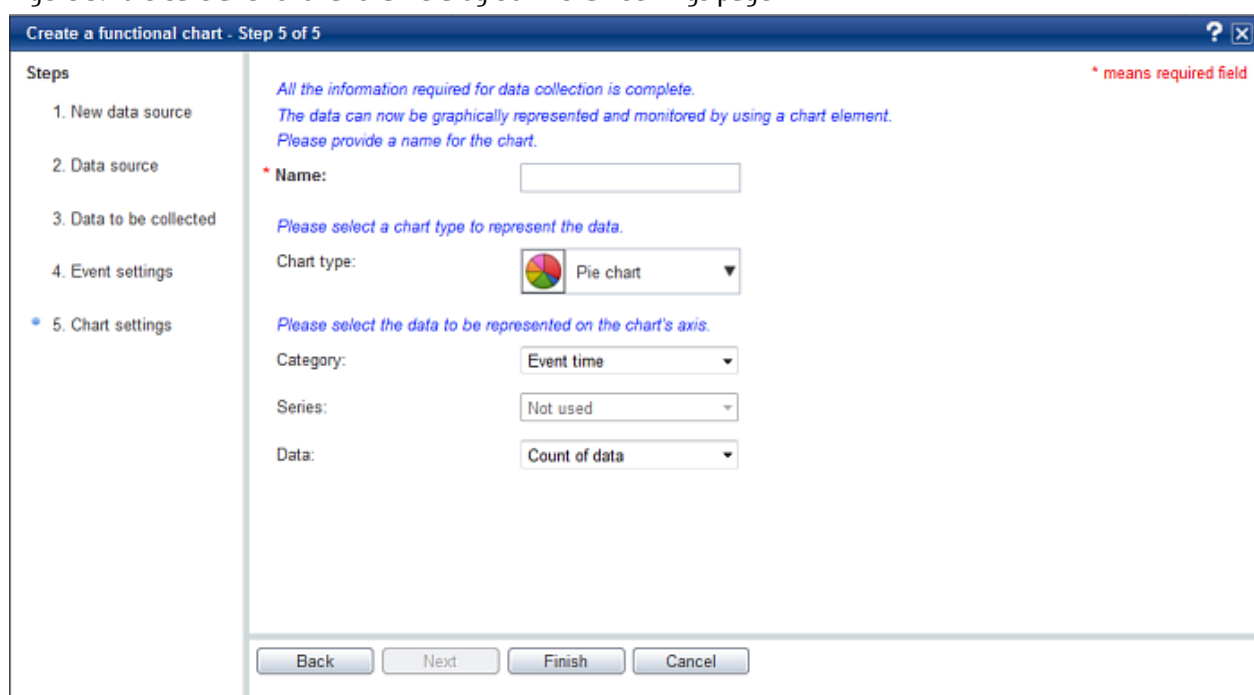 Create a functional chart - Step 5 of 5
?
Steps
* means required field
1. New data source
2. Data source
3. Data to be collected
4. Event settings
5. Chart settings
All the information required for data collection is complete.
The data can now be graphically represented and monitored by using a chart element.
Please provide a name for the chart.
* Name:
Please select a chart type to represent the data.
Chart type: Pie chart
Please select the data to be represented on the chart's axis.
Category: Event time
Series: Not used
Data: Count of data
Back Next Finish Cancel